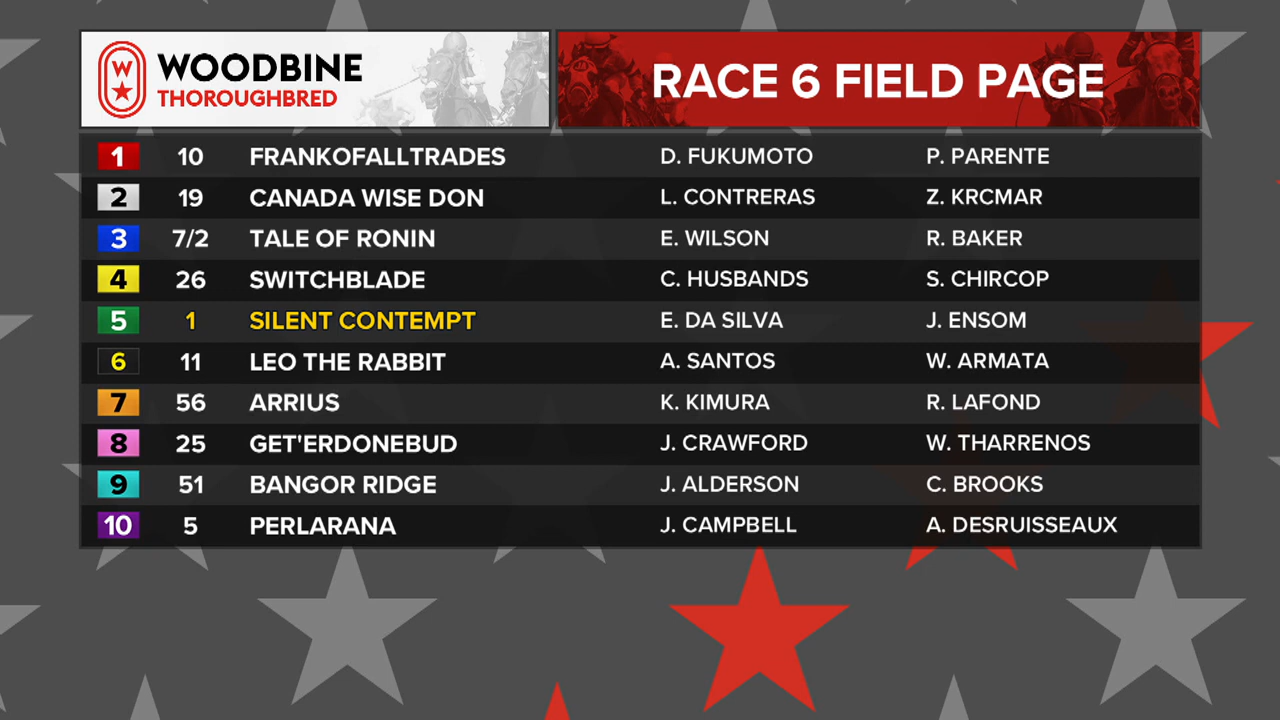 W
WOODBINE
THOROUGHBRED
RACE 6 FIELD PAGE
1 10 FRANKOFALLTRADES D. FUKUMOTO P. PARENTE
2 19 CANADA WISE DON L. CONTRERAS Z. KRCMAR
3 7/2 TALE OF RONIN E. WILSON R. BAKER
4 26 SWITCHBLADE C. HUSBANDS S. CHIRCOP
5 1 SILENT CONTEMPT E. DA SILVA J. ENSOM
6 11 LEO THE RABBIT A. SANTOS W. ARMATA
7 56 ARRIUS K. KIMURA R. LAFOND
8 25 GET'ERDONEBUD J. CRAWFORD W. THARRENOS
9 51 BANGOR RIDGE J. ALDERSON C. BROOKS
10 5 PERLARANA J. CAMPBELL A. DESRUISSEAUX